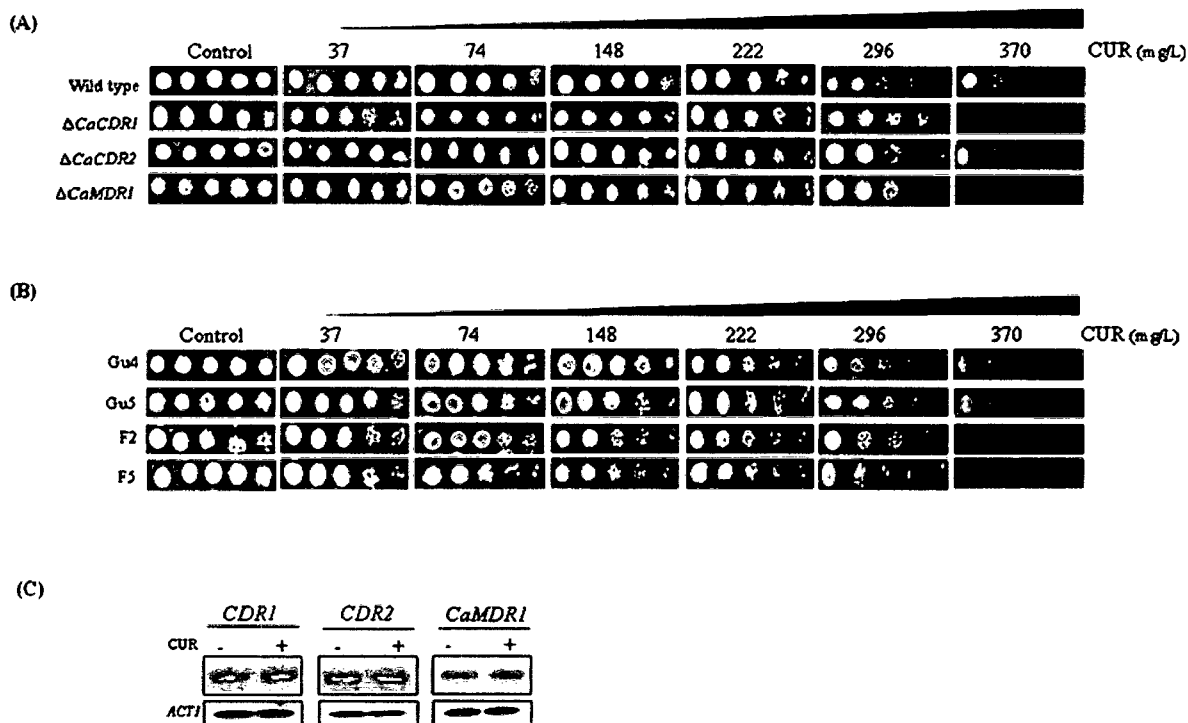 (A)
Control 37 74 148 222 296 370 CUR (mg/L)
Wild type
ΔCaCDR1
ΔCaCDR2
ΔCaMDR1
(B)
Control 37 74 148 222 296 370 CUR (mg/L)
Gu4
Gu5
F2
F5
(C)
CDR1 CDR2 CaMDR1
CUR - + - + - +
ACT1